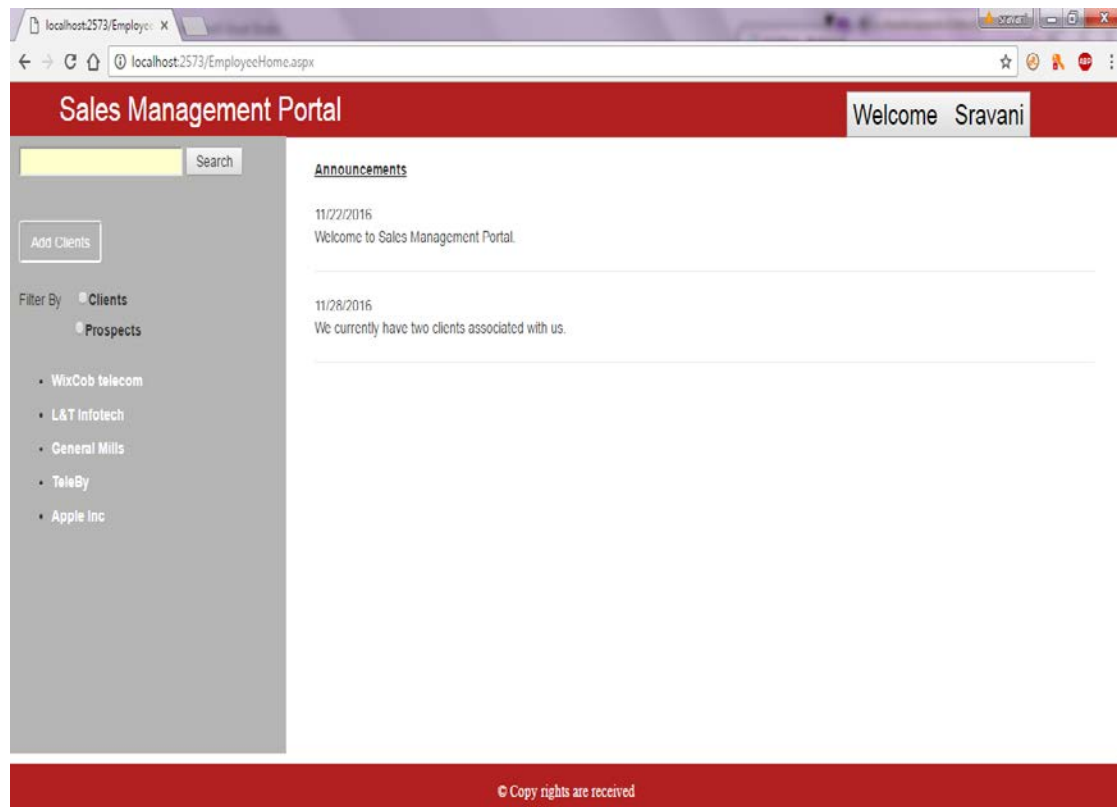 localhost:2573/Employee
localhost:2573/EmployeeHome.aspx
ABP
Sales Management Portal
Welcome Sravani
Search
Announcements
11/22/2016
Welcome to Sales Management Portal.
Add Clients
Filter By Clients
Prospects
11/28/2016
We currently have two clients associated with us.
WixCob telecom
L&T Infotech
General Mills
TeleBy
Apple Inc
© Copy rights are received